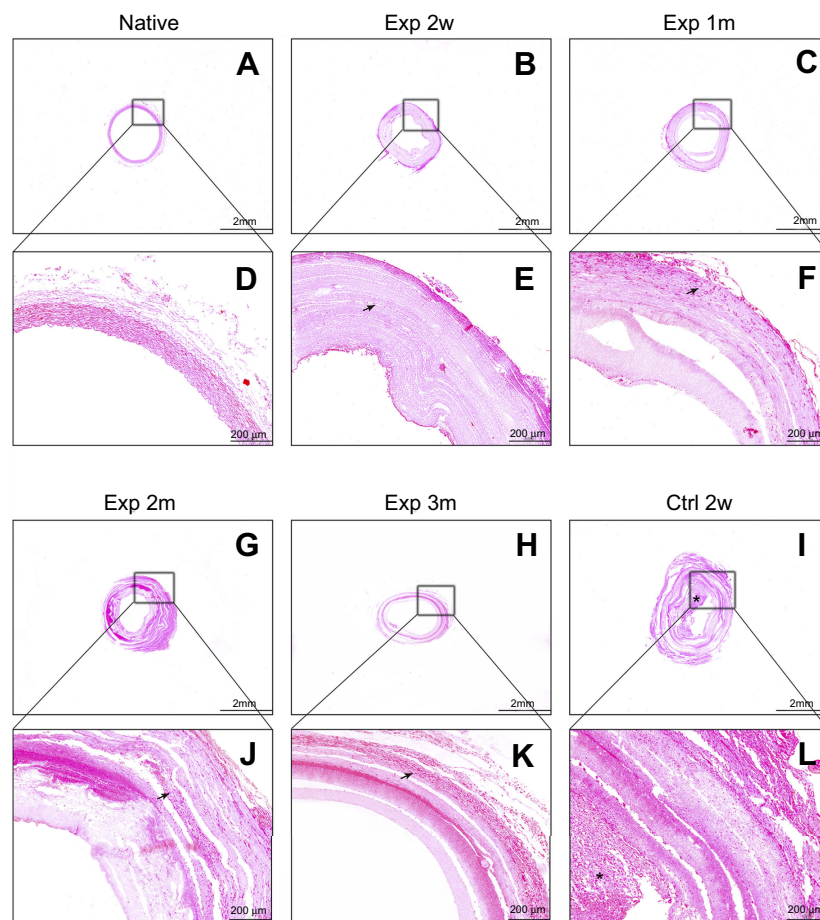 Native Exp 2w Exp 1m
A B C
2mm 2mm 2mm
D E F
200 μm 200 μm 200 μm
Exp 2m Exp 3m Ctrl 2w
G H I
*
2mm 2mm 2mm
J K L
*
200 μm 200 μm 200 μm